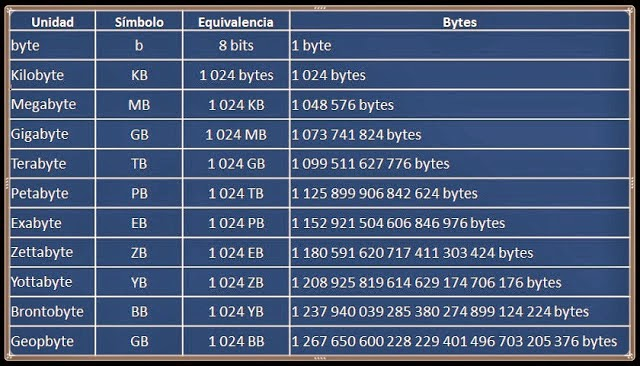 Unidad Símbolo Equivalencia Bytes
byte b 8 bits 1 byte
Kilobyte KB 1 024 bytes 1 024 bytes
Megabyte MB 1 024 KB 1 048 576 bytes
Gigabyte GB 1 024 MB 1 073 741 824 bytes
Terabyte TB 1 024 GB 1 099 511 627 776 bytes
Petabyte PB 1 024 TB 1 125 899 906 842 624 bytes
Exabyte EB 1 024 PB 1 152 921 504 606 846 976 bytes
Zettabyte ZB 1 024 EB 1 180 591 620 717 411 303 424 bytes
Yottabyte YB 1 024 ZB 1 208 925 819 614 629 174 706 176 bytes
Brontobyte BB 1 024 YB 1 237 940 039 285 380 274 899 124 224 bytes
Geopbyte GB 1 024 BB 1 267 650 600 228 229 401 496 703 205 376 bytes